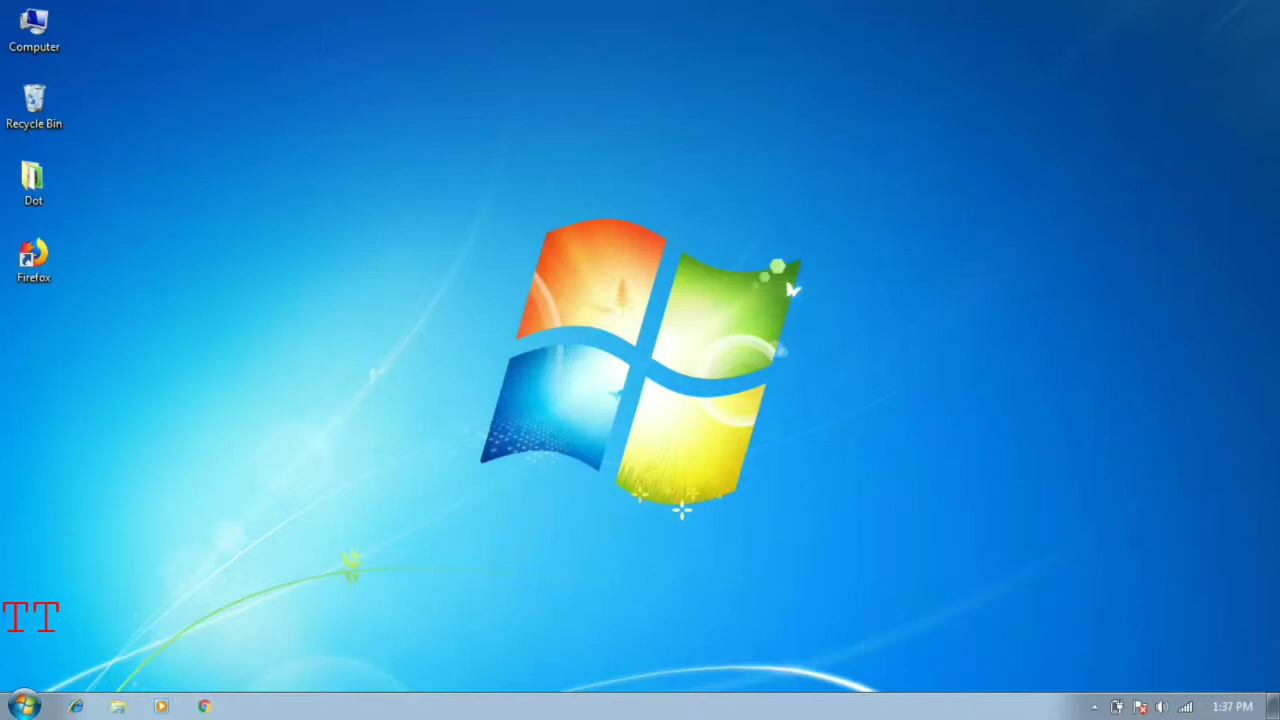 Computer
Recycle Bin
Dot
Firefox
TT
1:37 PM